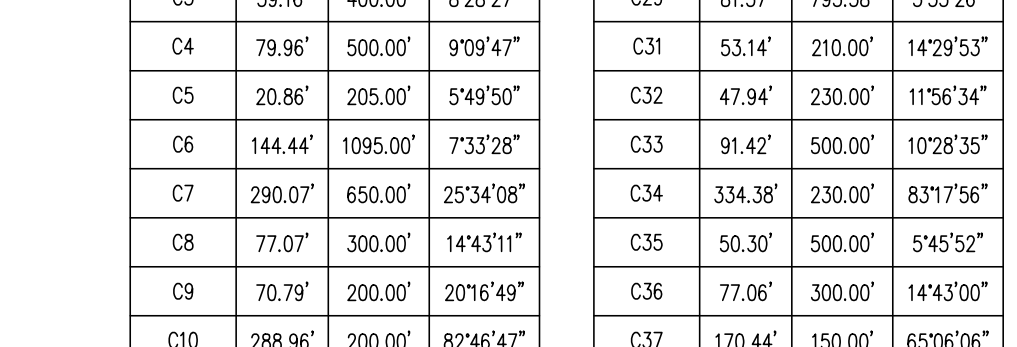 C4 79.96' 500.00' 9°09'47" C31 53.14' 210.00' 14°29'53"
C5 20.86' 205.00' 5°49'50" C32 47.94' 230.00' 11°56'34"
C6 144.44' 1095.00' 7°33'28" C33 91.42' 500.00' 10°28'35"
C7 290.07' 650.00' 25°34'08" C34 334.38' 230.00' 83°17'56"
C8 77.07' 300.00' 14°43'11" C35 50.30' 500.00' 5°45'52"
C9 70.79' 200.00' 20°16'49" C36 77.06' 300.00' 14°43'00"
C10 288.96' 200.00' 82°46'47" C37 170.44' 150.00' 65°06'06"